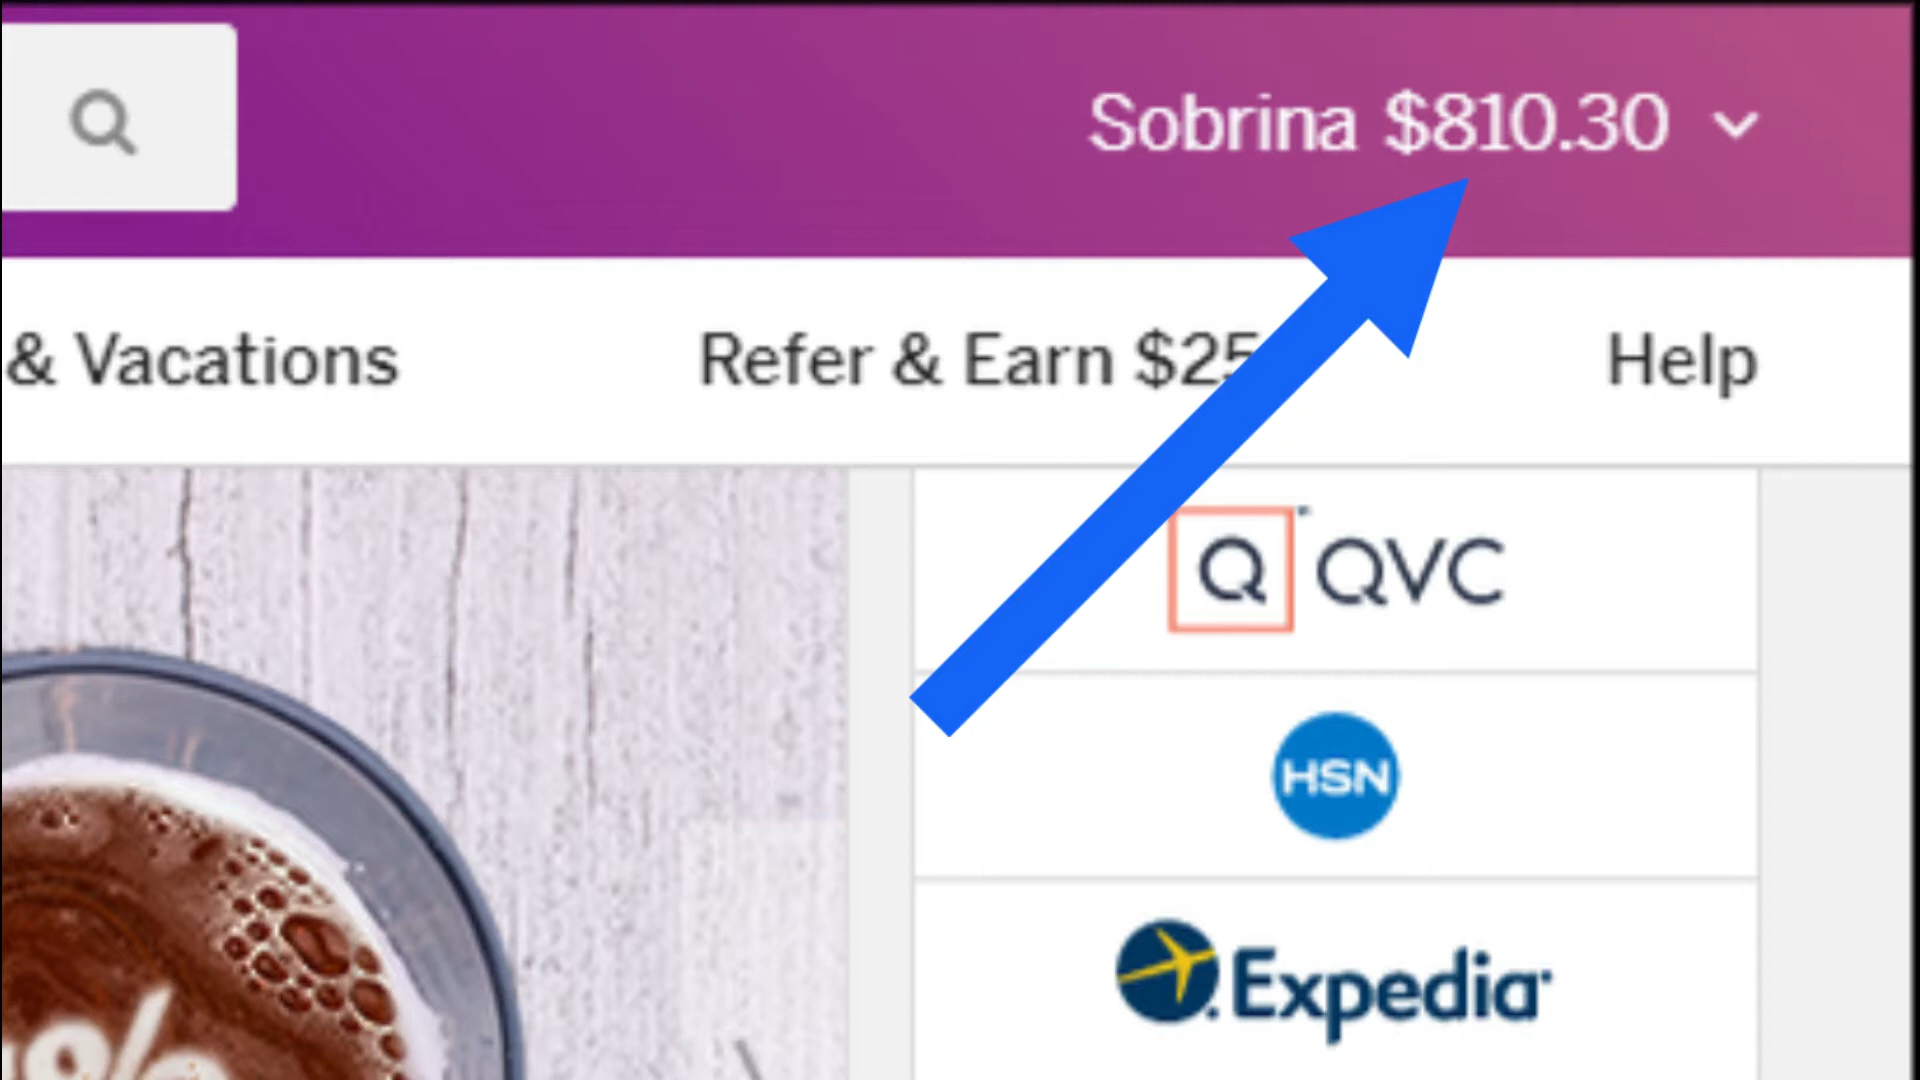 Sobrina $810.30
& Vacations Refer & Earn $25 Help
Q QVC
HSN
Expedia
%